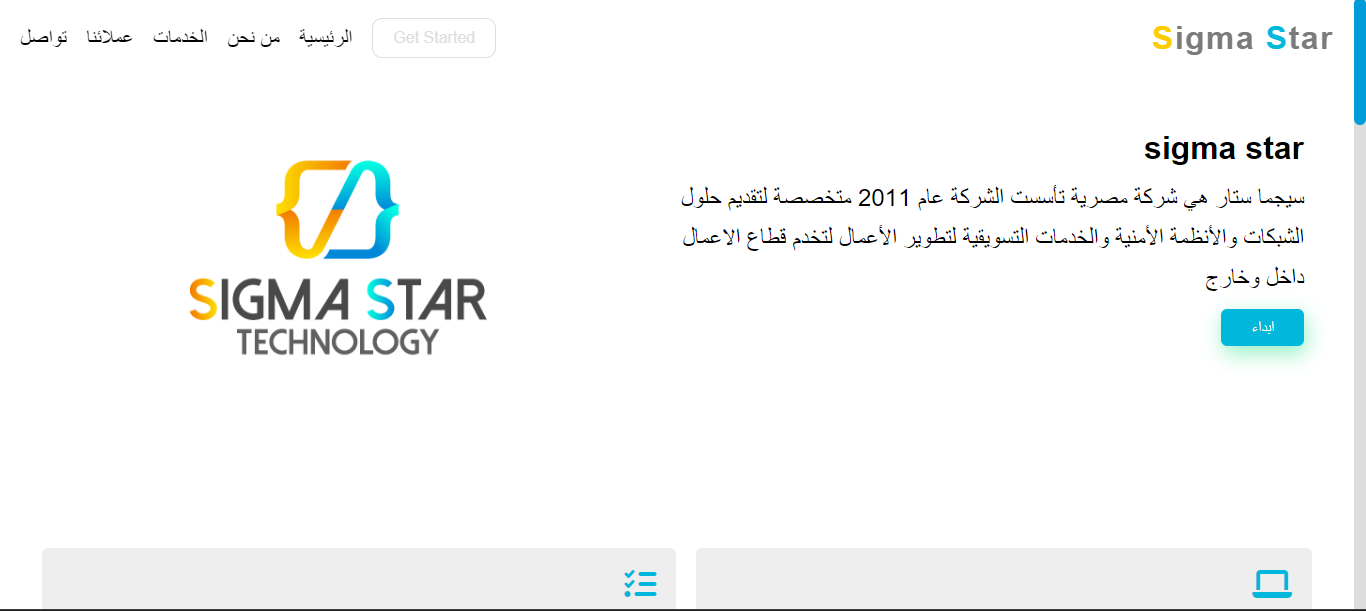 Sigma Star
Get Started
الرئيسية
من نحن
الخدمات
عملائنا
تواصل
sigma star
سيجما ستار هي شركة مصرية تأسست الشركة عام 2011 متخصصة لتقديم حلول
الشبكات والأنظمة الأمنية والخدمات التسويقية لتطوير الأعمال لتخدم قطاع الاعمال
داخل وخارج
ابداء
SIGMA STAR
TECHNOLOGY